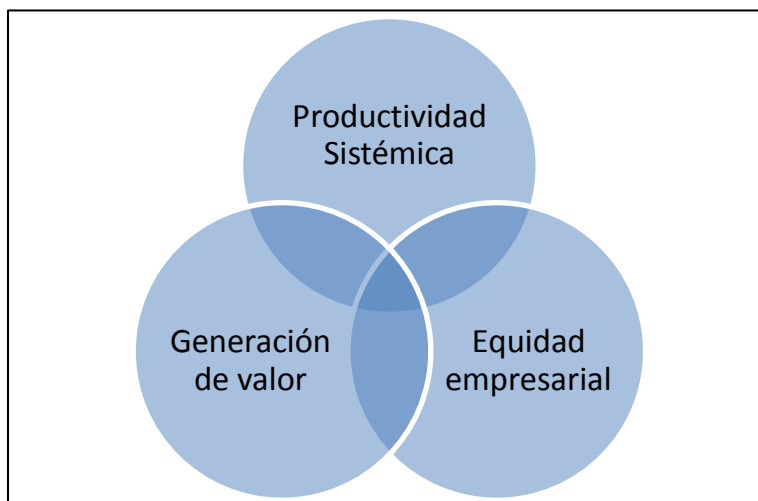 Productividad
Sistémica
Generación
de valor
Equidad
empresarial